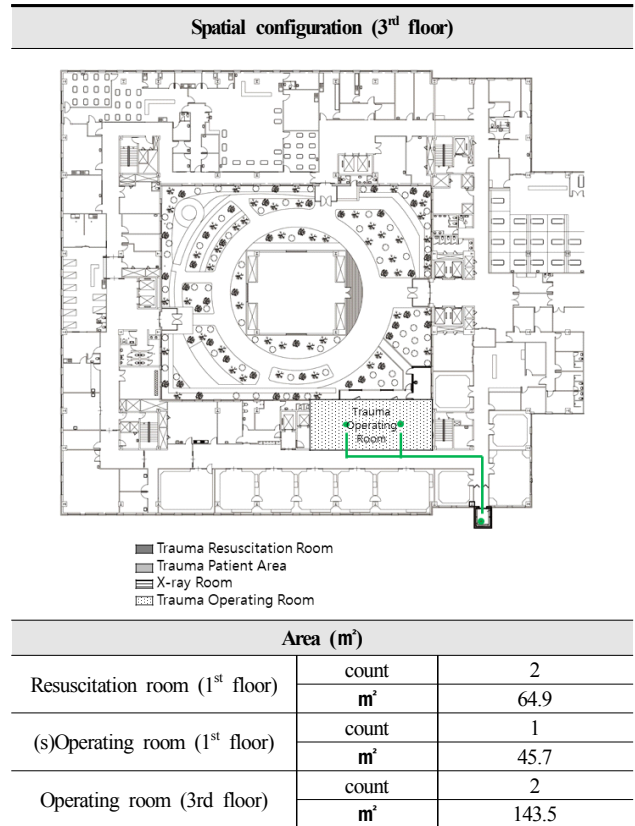 Spatial configuration (3rd floor)
Trauma
Operating
Room
Trauma Resuscitation Room
Trauma Patient Area
X-ray Room
Trauma Operating Room
Area (㎡)
Resuscitation room (1st floor) count 2
㎡ 64.9
(s)Operating room (1st floor) count 1
㎡ 45.7
Operating room (3rd floor) count 2
㎡ 143.5